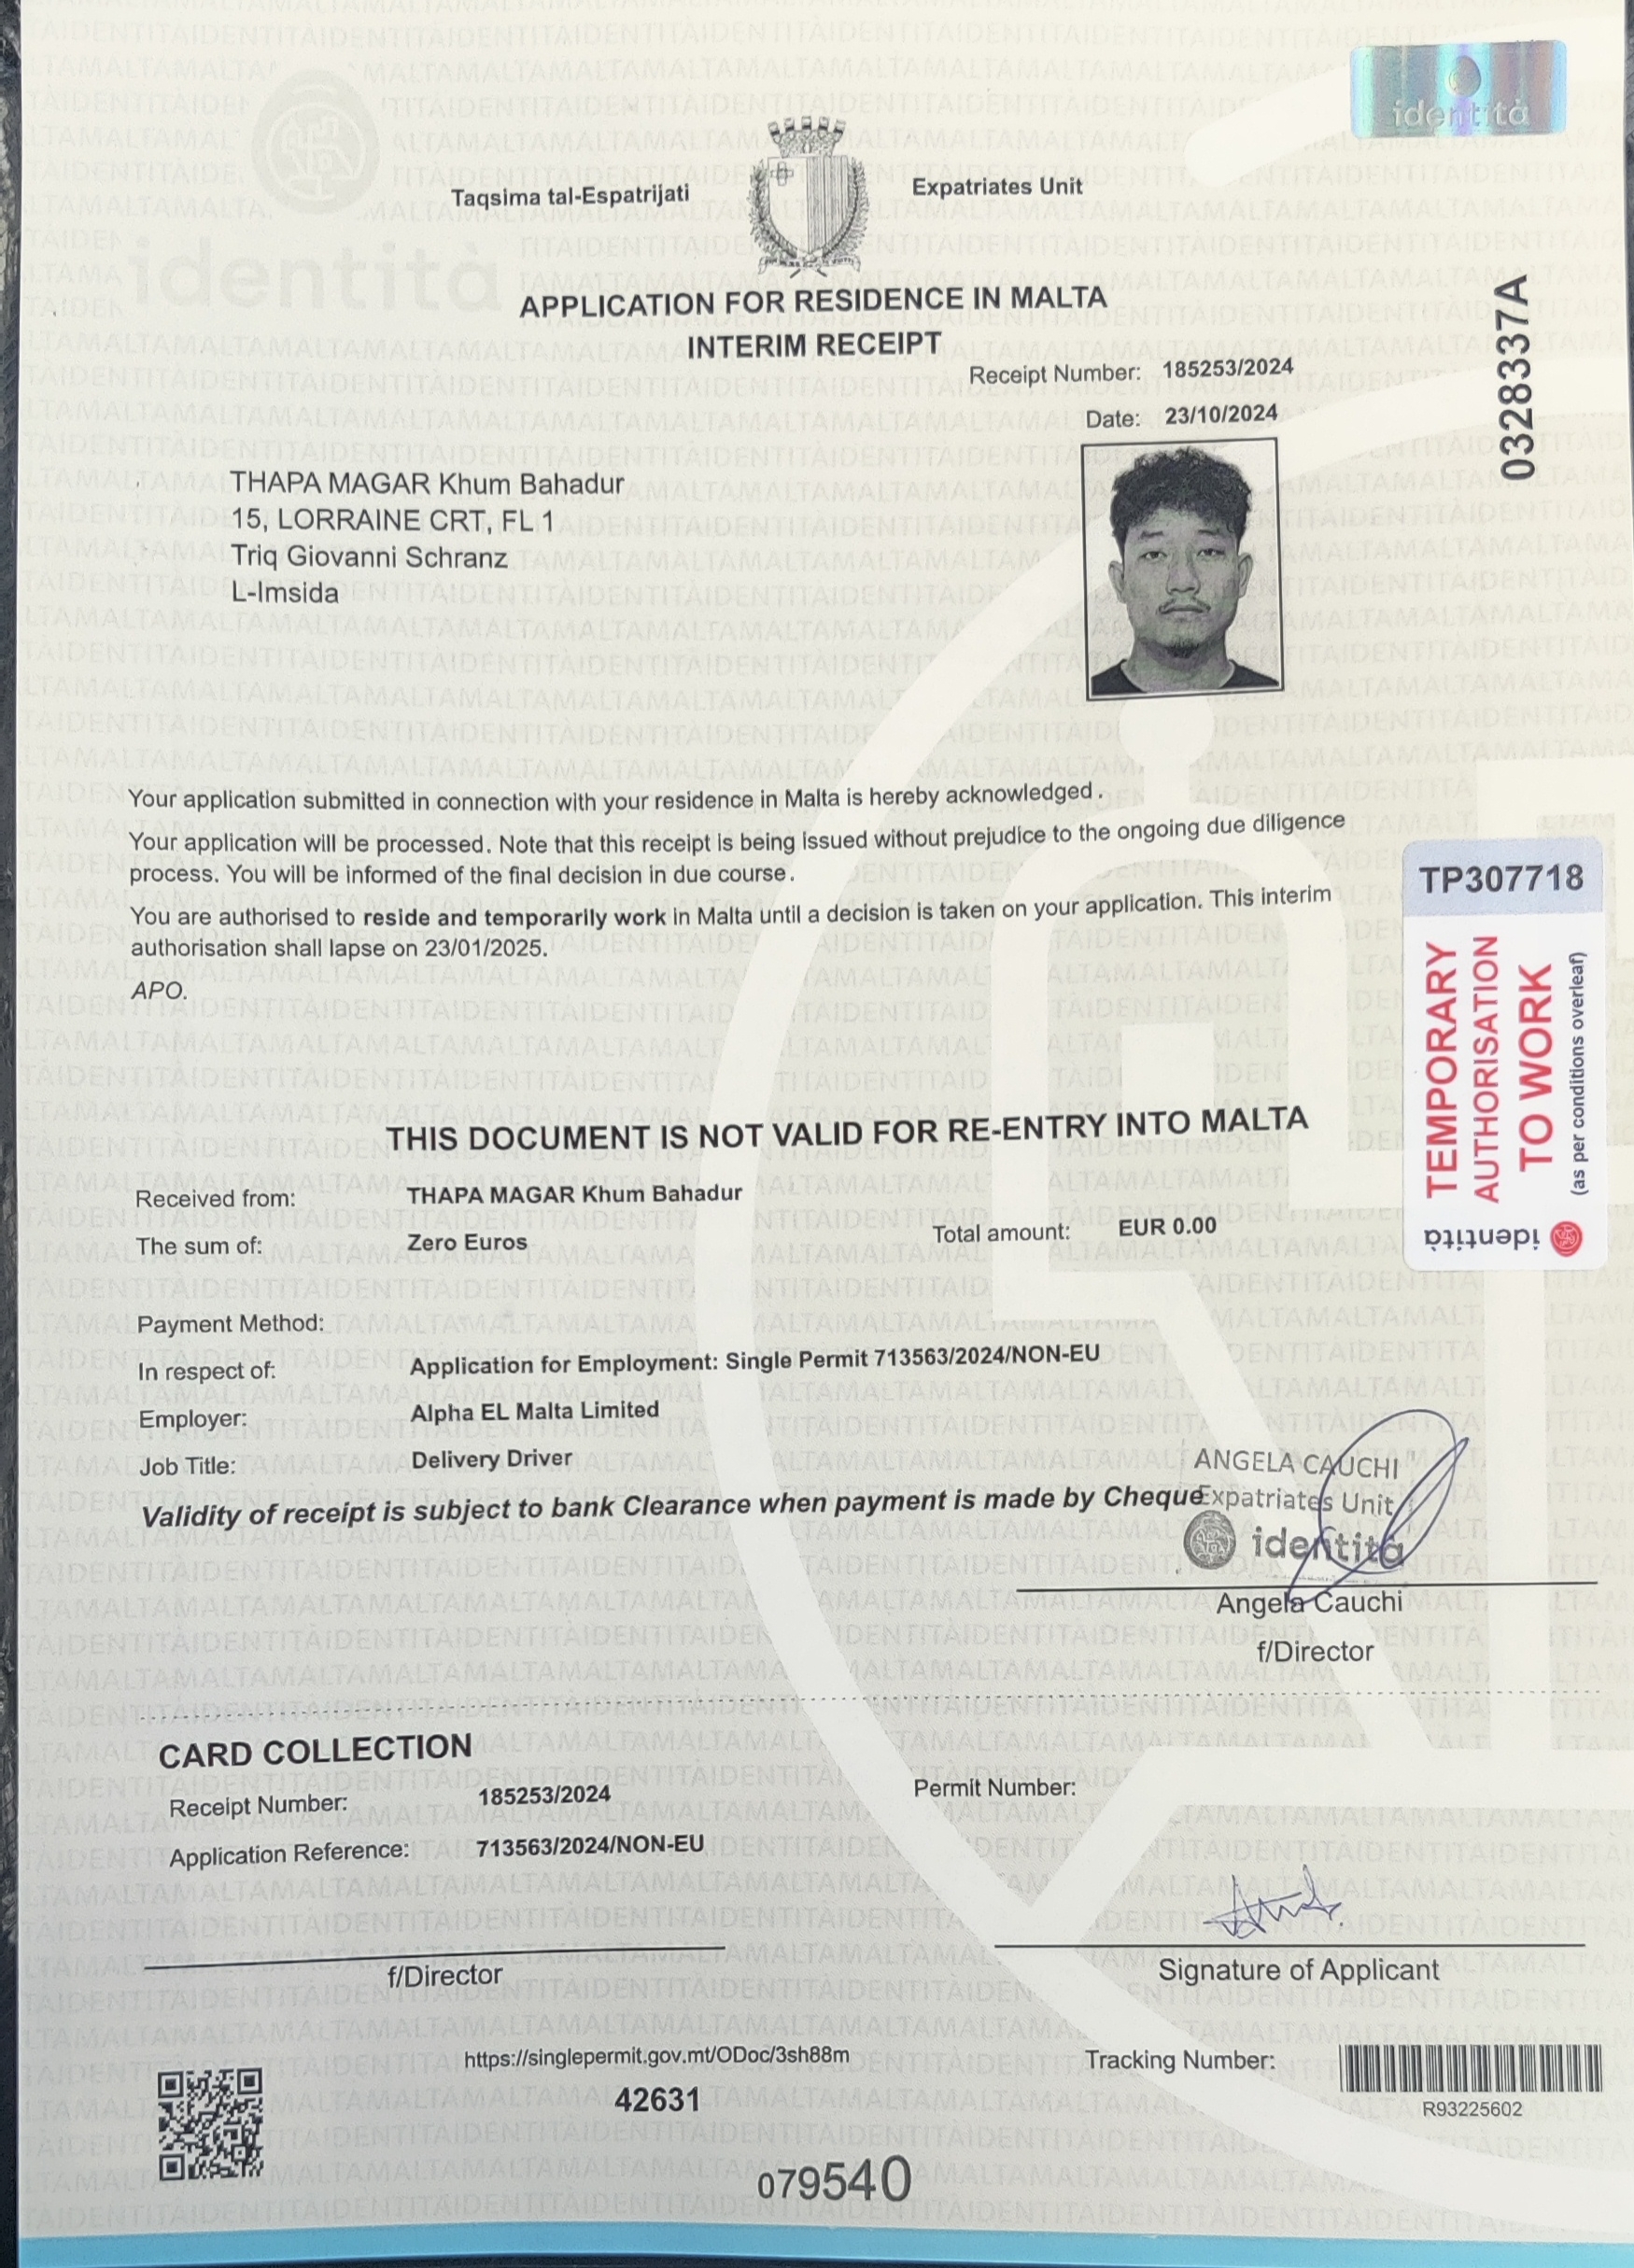 identità
identità
Taqsima tal-Espatrijati
Expatriates Unit
APPLICATION FOR RESIDENCE IN MALTA
INTERIM RECEIPT
Receipt Number: 185253/2024
Date: 23/10/2024
0328337A
THAPA MAGAR Khum Bahadur
15, LORRAINE CRT, FL 1
Triq Giovanni Schranz
L-Imsida
Your application submitted in connection with your residence in Malta is hereby acknowledged.
Your application will be processed. Note that this receipt is being issued without prejudice to the ongoing due diligence
process. You will be informed of the final decision in due course.
You are authorised to reside and temporarily work in Malta until a decision is taken on your application. This interim
authorisation shall lapse on 23/01/2025.
APO.
TP307718
TEMPORARY
AUTHORISATION
TO WORK
(as per conditions overleaf)
identità
THIS DOCUMENT IS NOT VALID FOR RE-ENTRY INTO MALTA
Received from: THAPA MAGAR Khum Bahadur
The sum of: Zero Euros
Total amount: EUR 0.00
Payment Method:
In respect of: Application for Employment: Single Permit 713563/2024/NON-EU
Employer: Alpha EL Malta Limited
Job Title: Delivery Driver
Validity of receipt is subject to bank Clearance when payment is made by Cheque
ANGELA CAUCHI
Expatriates Unit
identità
Angela Cauchi
f/Director
CARD COLLECTION
Receipt Number: 185253/2024
Permit Number:
Application Reference: 713563/2024/NON-EU
f/Director
Signature of Applicant
https://singlepermit.gov.mt/ODoc/3sh88m
42631
Tracking Number:
R93225602
079540